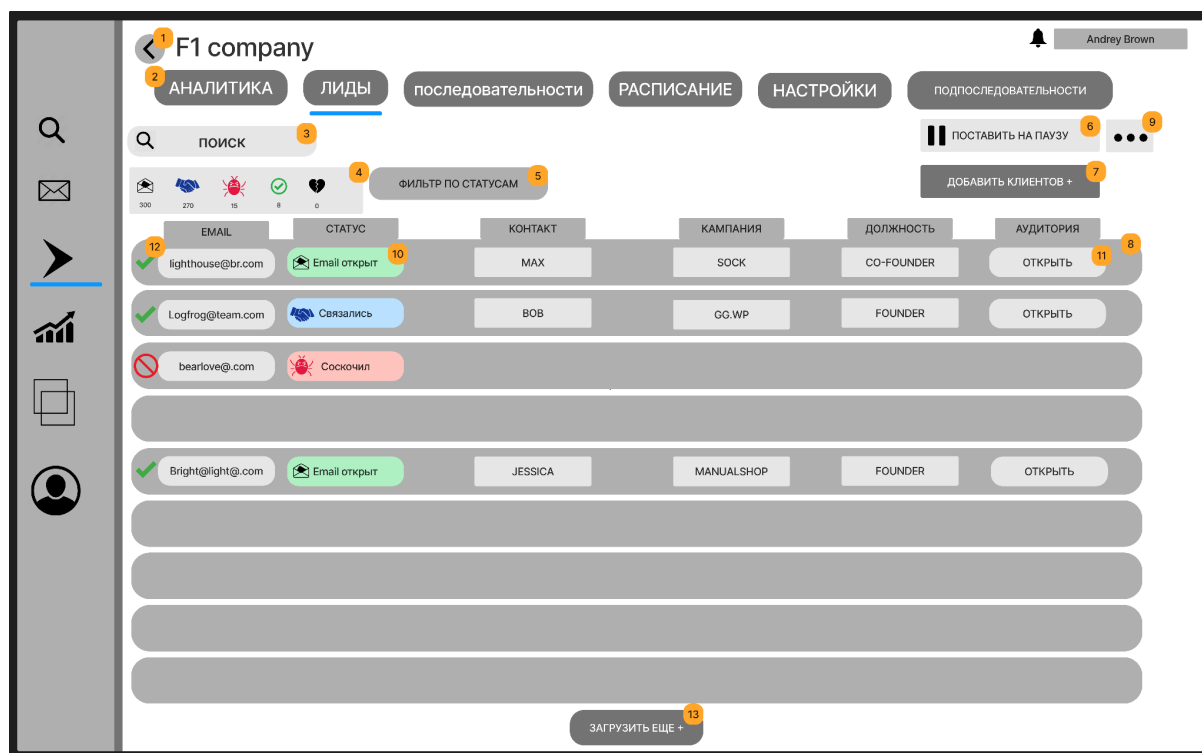 1
F1 company
Andrey Brown
2
АНАЛИТИКА
ЛИДЫ
последовательности
РАСПИСАНИЕ
НАСТРОЙКИ
ПОДПОСЛЕДОВАТЕЛЬНОСТИ
ПОИСК
3
ПОСТАВИТЬ НА ПАУЗУ
6
9
4
300
270
15
8
0
ФИЛЬТР ПО СТАТУСАМ
5
ДОБАВИТЬ КЛИЕНТОВ +
7
EMAIL
СТАТУС
КОНТАКТ
КАМПАНИЯ
ДОЛЖНОСТЬ
АУДИТОРИЯ
8
12
lighthouse@br.com
Email открыт
10
MAX
SOCK
CO-FOUNDER
ОТКРЫТЬ
11
Logfrog@team.com
Связались
BOB
GG.WP
FOUNDER
ОТКРЫТЬ
bearlove@.com
Соскочил
Bright@light@.com
Email открыт
JESSICA
MANUALSHOP
FOUNDER
ОТКРЫТЬ
ЗАГРУЗИТЬ ЕЩЕ +
13